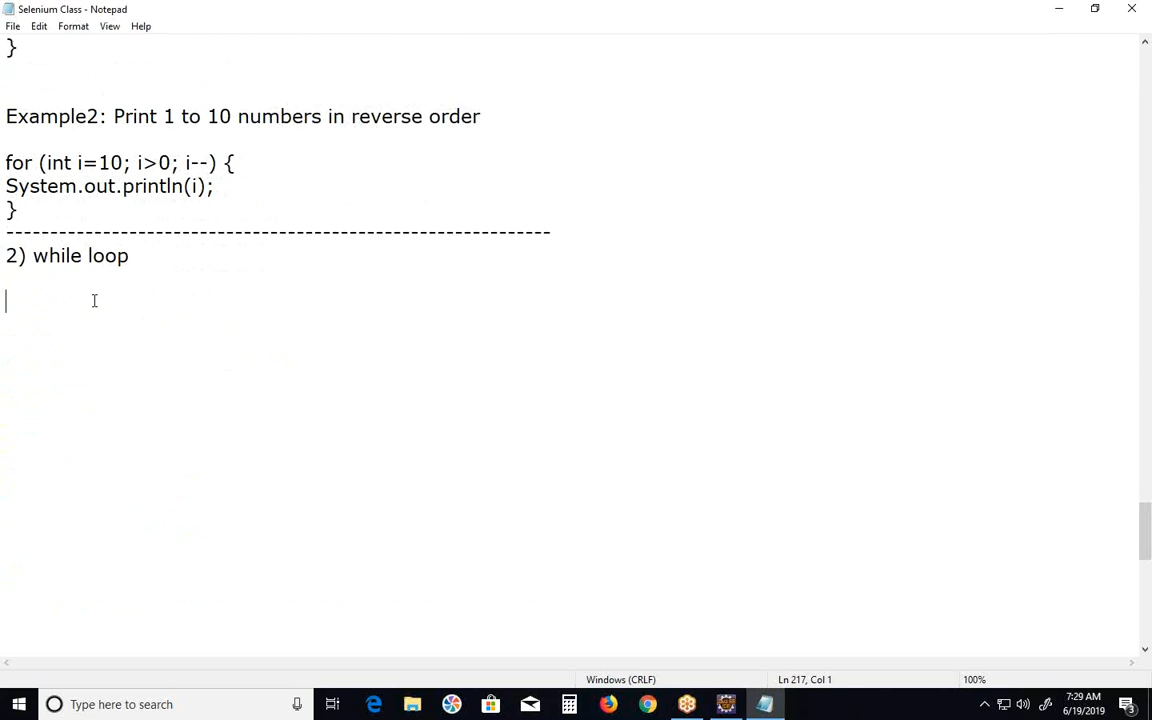 Selenium Class - Notepad
File Edit Format View Help
}
Example2: Print 1 to 10 numbers in reverse order
for (int i=10; i>0; i--) {
System.out.println(i);
}
--------------------------------------------------------------
2) while loop
Windows (CRLF) Ln 217, Col 1 100%
Type here to search
7:29 AM
6/19/2019
3